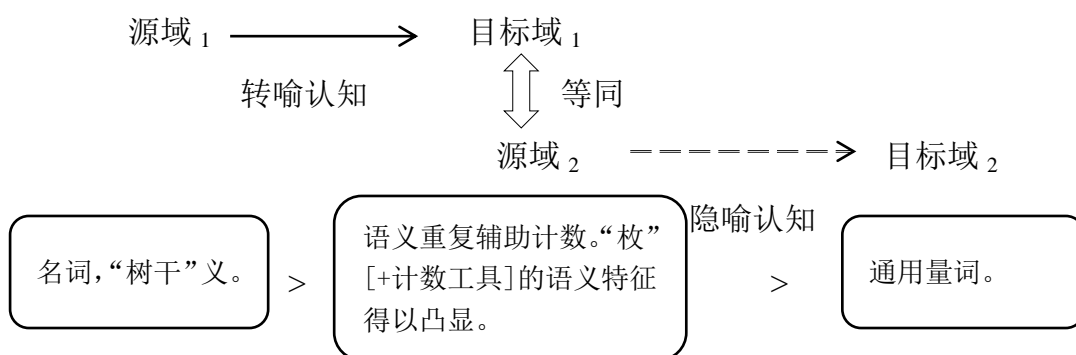 源域₁ 目标域₁
转喻认知 等同
源域₂ 目标域₂
隐喻认知
名词,“树干”义。
>
语义重复辅助计数。“枚”
[+计数工具]的语义特征
得以凸显。
>
通用量词。